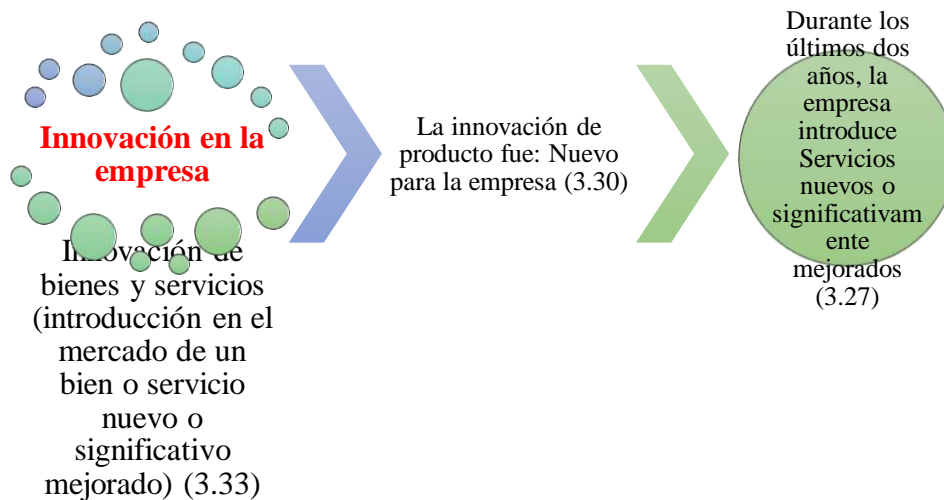 Innovación en la
empresa
Innovación de
bienes y servicios
(introducción en el
mercado de un
bien o servicio
nuevo o
significativo
mejorado) (3.33)
La innovación de
producto fue: Nuevo
para la empresa (3.30)
Durante los
últimos dos
años, la
empresa
introduce
Servicios
nuevos o
significativam
ente
mejorados
(3.27)